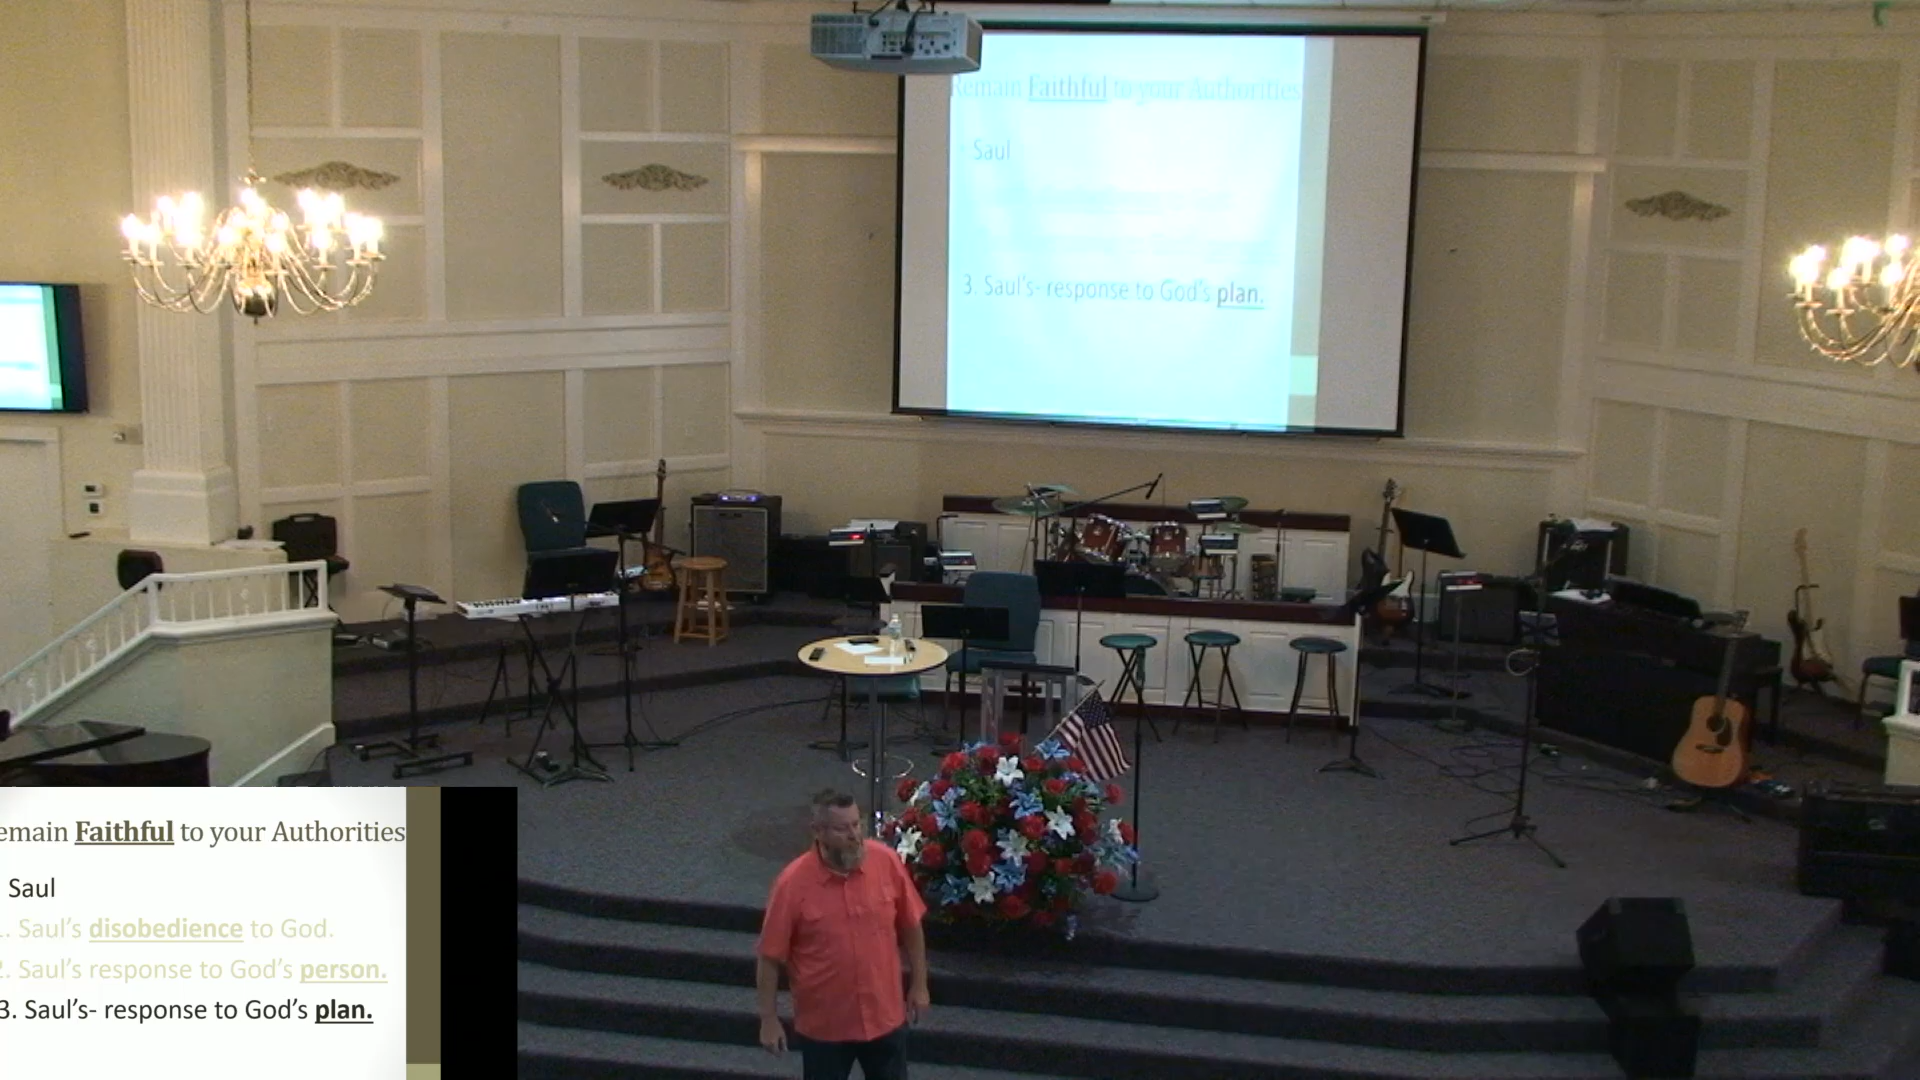 Remain Faithful to your Authorities
Saul
3. Saul's- response to God's plan.
emain Faithful to your Authorities
Saul
. Saul's disobedience to God.
. Saul's response to God's person.
3. Saul's- response to God's plan.